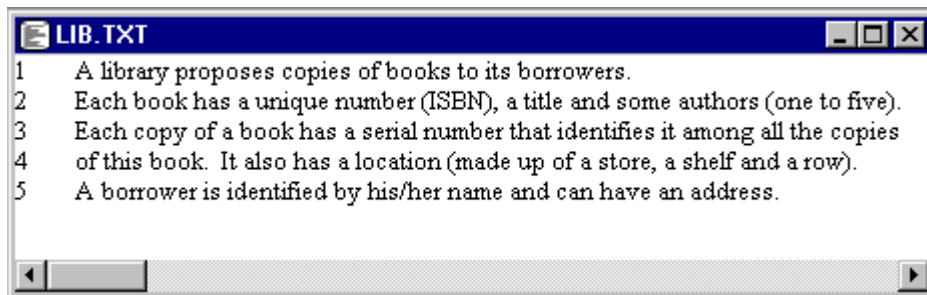 LIB.TXT
1 A library proposes copies of books to its borrowers.
2 Each book has a unique number (ISBN), a title and some authors (one to five).
3 Each copy of a book has a serial number that identifies it among all the copies
4 of this book. It also has a location (made up of a store, a shelf and a row).
5 A borrower is identified by his/her name and can have an address.